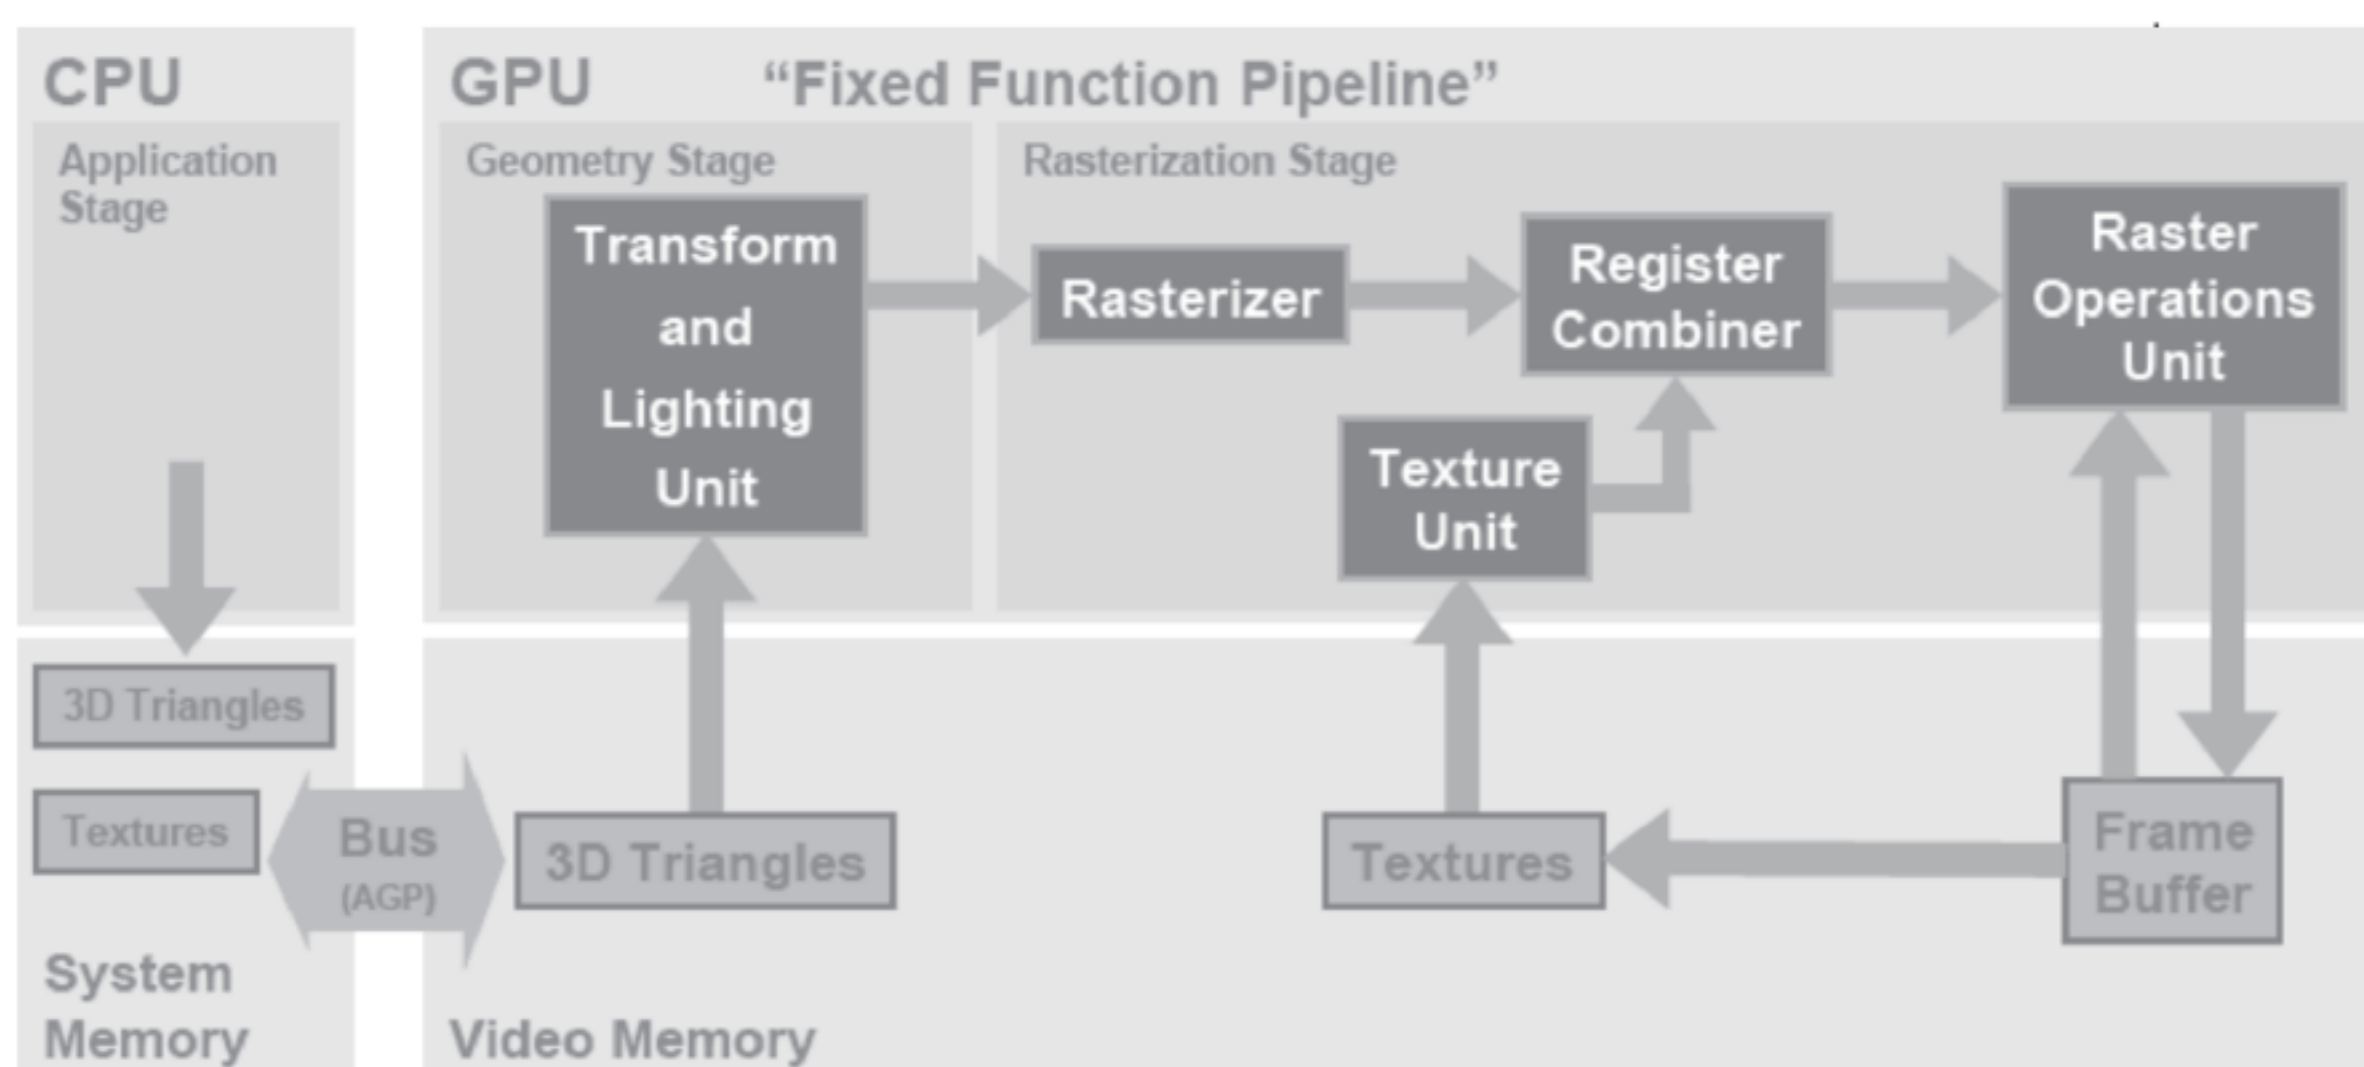 CPU
Application
Stage
3D Triangles
Textures
System
Memory
Bus
(AGP)
GPU
“Fixed Function Pipeline”
Geometry Stage
Transform
and
Lighting
Unit
Rasterization Stage
Rasterizer
Register
Combiner
Raster
Operations
Unit
Texture
Unit
3D Triangles
Textures
Frame
Buffer
Video Memory